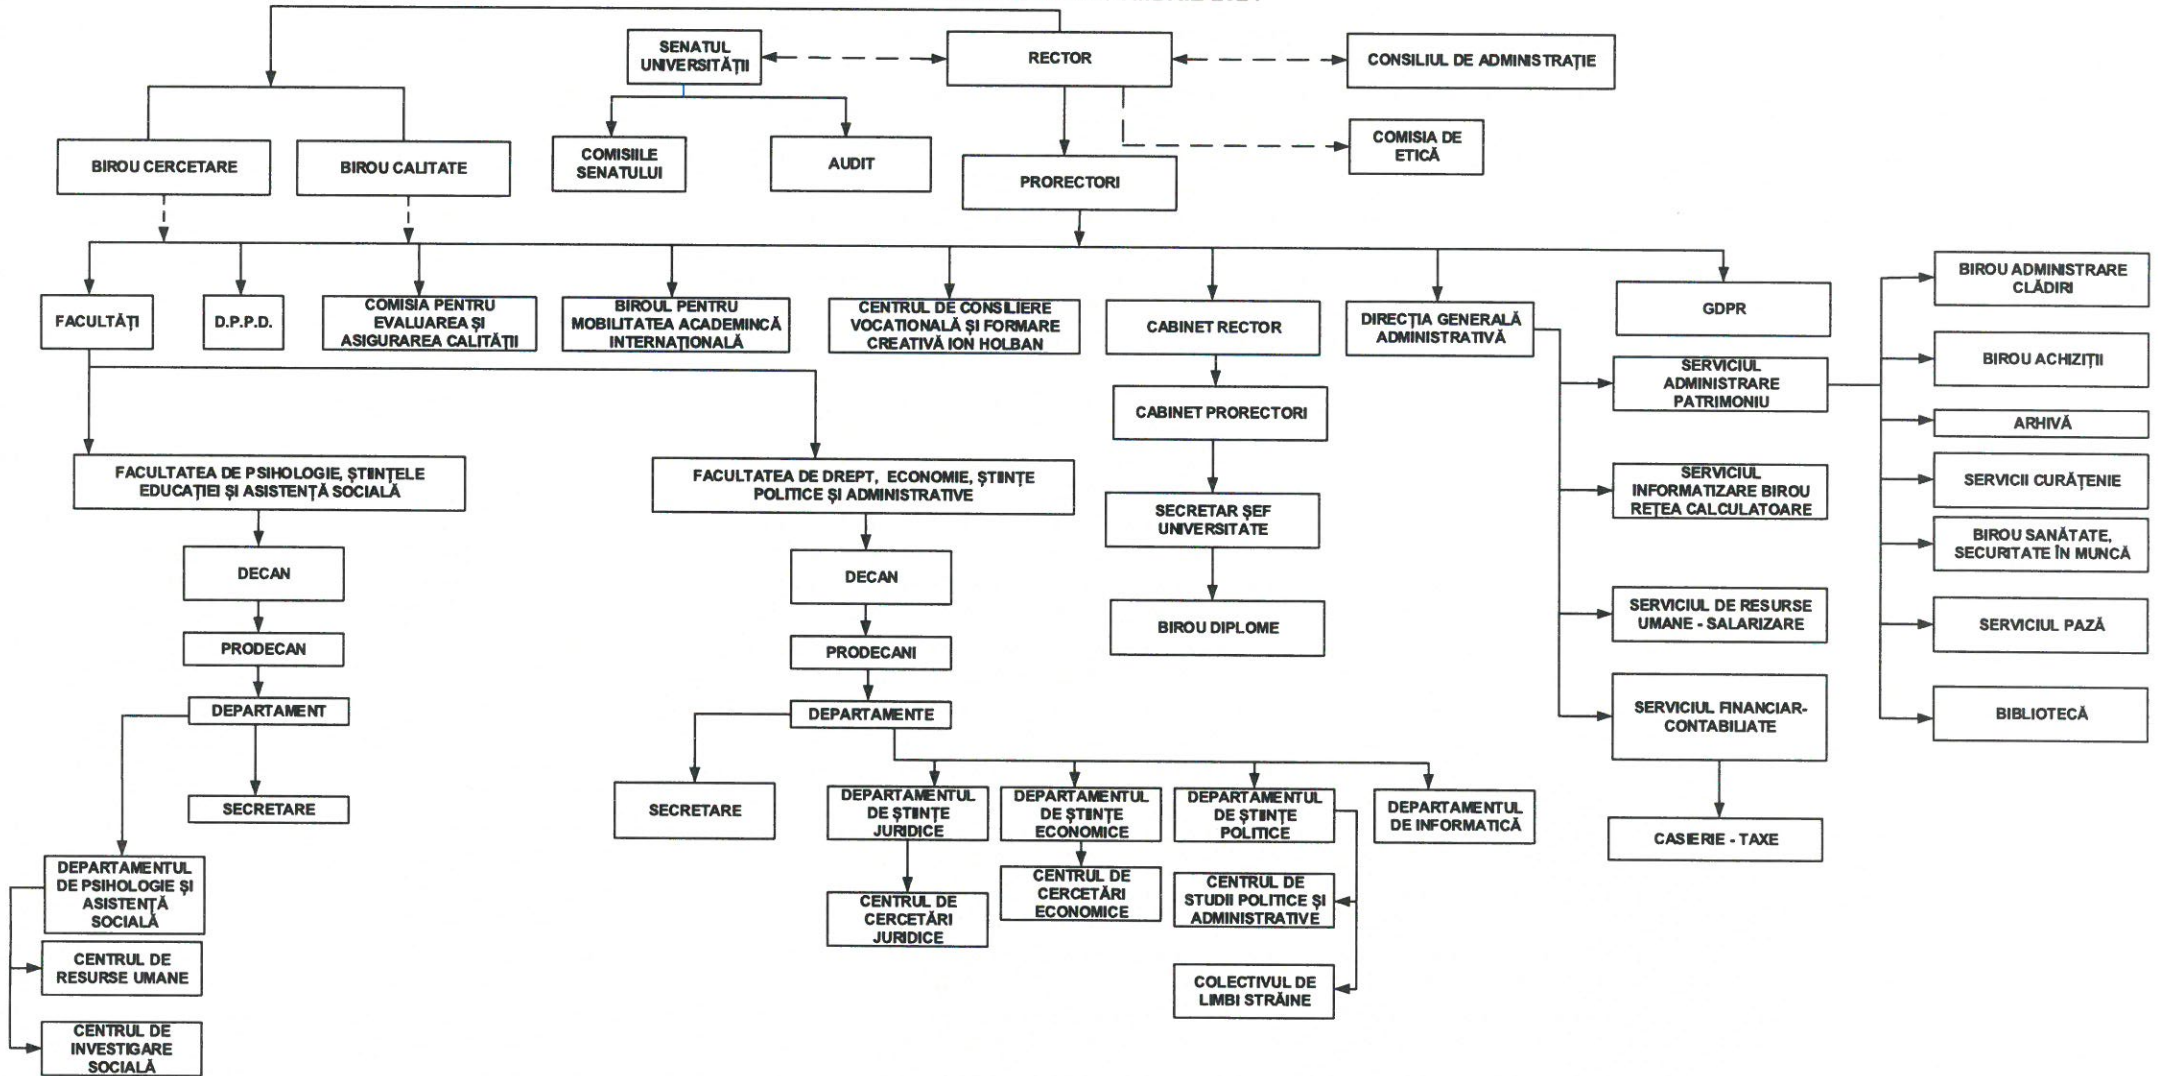 SENATUL
UNIVERSITĂȚII
RECTOR
CONSILIUL DE ADMINISTRAȚIE
COMISIA DE
ETICĂ
BIROU CERCETARE
BIROU CALITATE
COMISIILE
SENATULUI
AUDIT
PRORECTORI
FACULTĂȚI
D.P.P.D.
COMISIA PENTRU
EVALUAREA ȘI
ASIGURAREA CALITĂȚII
BIROUL PENTRU
MOBILITATEA ACADEMINCĂ
INTERNAȚIONALĂ
CENTRUL DE CONSILIERE
VOCATIONALĂ ȘI FORMARE
CREATIVĂ ION HOLBAN
CABINET RECTOR
DIRECȚIA GENERALĂ
ADMINISTRATIVĂ
GDPR
BIROU ADMINISTRARE
CLĂDIRI
BIROU ACHIZIȚII
SERVICIUL
ADMINISTRARE
PATRIMONIU
CABINET PRORECTORI
ARHIVĂ
FACULTATEA DE PSIHOLOGIE, ȘTIINȚELE
EDUCAȚIEI ȘI ASISTENȚĂ SOCIALĂ
FACULTATEA DE DREPT, ECONOMIE, ȘTIINȚE
POLITICE ȘI ADMINISTRATIVE
SERVICIUL
INFORMATIZARE BIROU
REȚEA CALCULATOARE
SERVICII CURĂȚENIE
SECRETAR ȘEF
UNIVERSITATE
BIROU SANĂTATE,
SECURITATE ÎN MUNCĂ
DECAN
DECAN
BIROU DIPLOME
SERVICIUL DE RESURSE
UMANE - SALARIZARE
SERVICIUL PAZĂ
PRODECAN
PRODECANI
DEPARTAMENT
DEPARTAMENTE
SERVICIUL FINANCIAR-
CONTABILIATE
BIBLIOTECĂ
SECRETARE
SECRETARE
DEPARTAMENTUL
DE ȘTIINȚE
JURIDICE
DEPARTAMENTUL
DE ȘTIINȚE
ECONOMICE
DEPARTAMENTUL
DE ȘTIINȚE
POLITICE
DEPARTAMENTUL
DE INFORMATICĂ
CASIERIE - TAXE
DEPARTAMENTUL
DE PSIHOLOGIE ȘI
ASISTENȚĂ
SOCIALĂ
CENTRUL DE
CERCETĂRI
JURIDICE
CENTRUL DE
CERCETĂRI
ECONOMICE
CENTRUL DE
STUDII POLITICE ȘI
ADMINISTRATIVE
CENTRUL DE
RESURSE UMANE
COLECTIVUL DE
LIMBI STRĂINE
CENTRUL DE
INVESTIGARE
SOCIALĂ